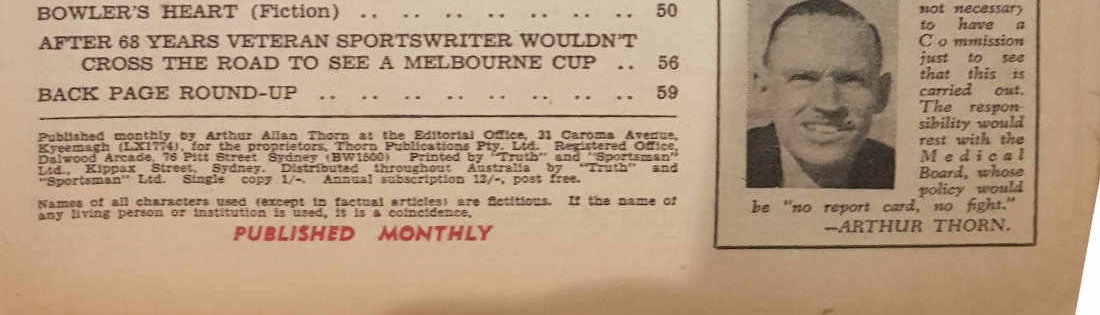 BOWLER'S HEART (Fiction) .. .. .. .. .. .. .. 50
AFTER 68 YEARS VETERAN SPORTSWRITER WOULDN'T
CROSS THE ROAD TO SEE A MELBOURNE CUP .. 56
BACK PAGE ROUND-UP .. .. .. .. .. .. .. .. 59
Published monthly by Arthur Allan Thorn at the Editorial Office, 31 Caroma Avenue,
Kyeemagh (LX1774), for the proprietors, Thorn Publications Pty. Ltd. Registered Office,
Dalwood Arcade, 76 Pitt Street Sydney (BW1500) Printed by "Truth" and "Sportsman"
Ltd., Kippax Street, Sydney. Distributed throughout Australia by "Truth" and
"Sportsman" Ltd. Single copy 1/-. Annual subscription 12/-, post free.
Names of all characters used (except in factual articles) are fictitious. If the name of
any living person or institution is used, it is a coincidence.
PUBLISHED MONTHLY
not necessary
to have a
Commission
just to see
that this is
carried out.
The respon-
sibility would
rest with the
Medical
Board, whose
policy would
be "no report card, no fight."
—ARTHUR THORN.